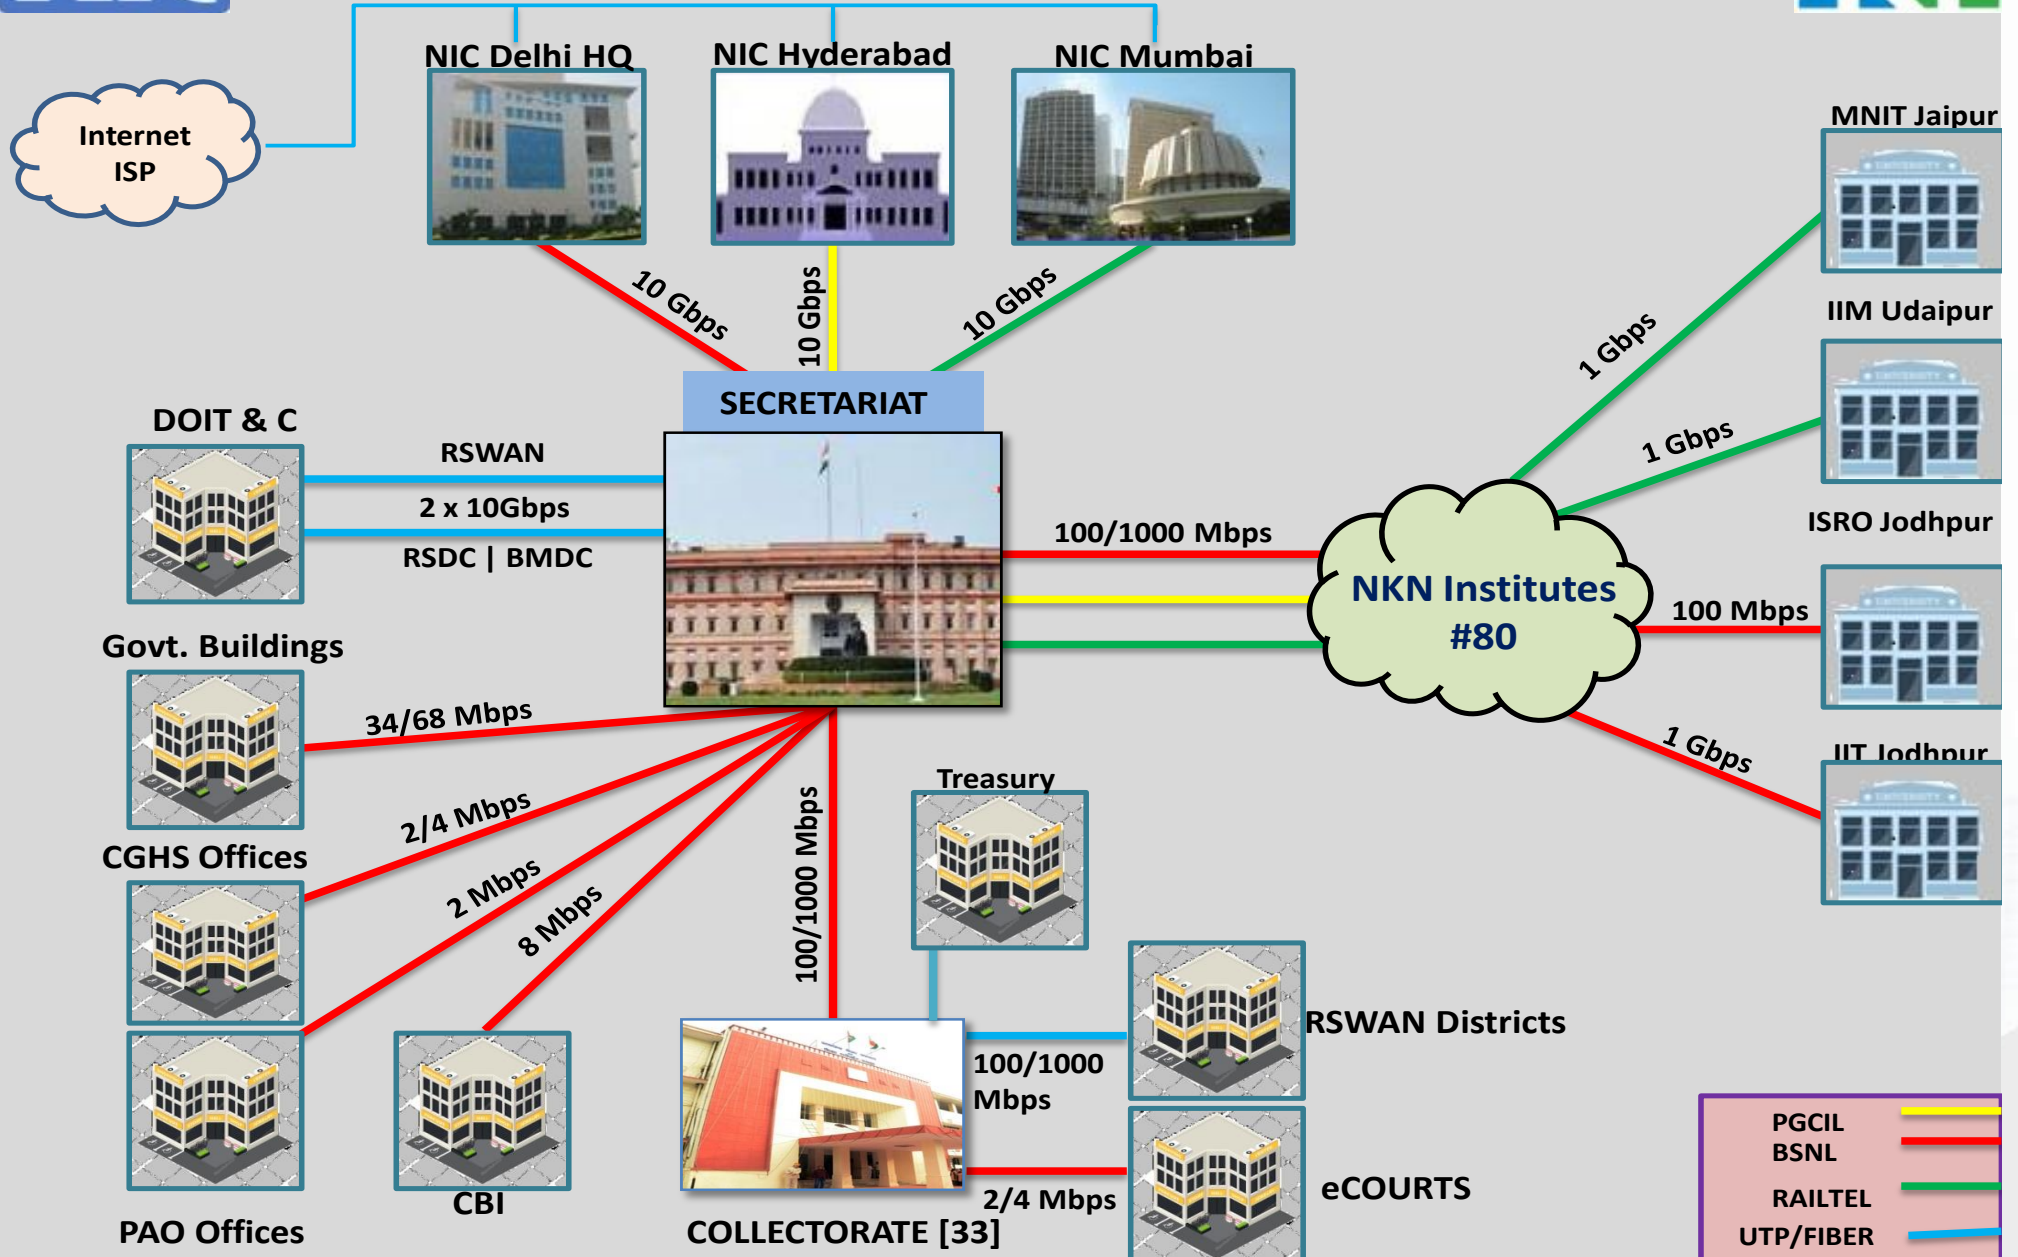 NIC Delhi HQ
NIC Hyderabad
NIC Mumbai
Internet
ISP
MNIT Jaipur
10 Gbps
10 Gbps
10 Gbps
1 Gbps
IIM Udaipur
SECRETARIAT
DOIT & C
RSWAN
2 x 10Gbps
RSDC | BMDC
1 Gbps
ISRO Jodhpur
100/1000 Mbps
NKN Institutes
#80
100 Mbps
Govt. Buildings
34/68 Mbps
1 Gbps
IIT Jodhpur
Treasury
2/4 Mbps
CGHS Offices
2 Mbps
8 Mbps
100/1000 Mbps
RSWAN Districts
100/1000
Mbps
2/4 Mbps
eCOURTS
CBI
PAO Offices
COLLECTORATE [33]
PGCIL
BSNL
RAILTEL
UTP/FIBER